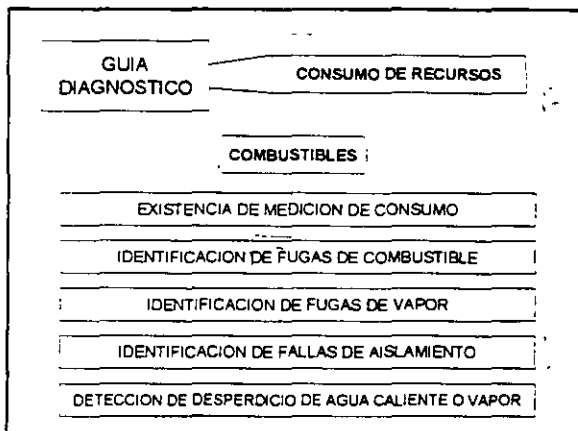 GUIA
DIAGNOSTICO
CONSUMO DE RECURSOS
COMBUSTIBLES
EXISTENCIA DE MEDICION DE CONSUMO
IDENTIFICACION DE FUGAS DE COMBUSTIBLE
IDENTIFICACION DE FUGAS DE VAPOR
IDENTIFICACION DE FALLAS DE AISLAMIENTO
DETECCION DE DESPERDICIO DE AGUA CALIENTE O VAPOR